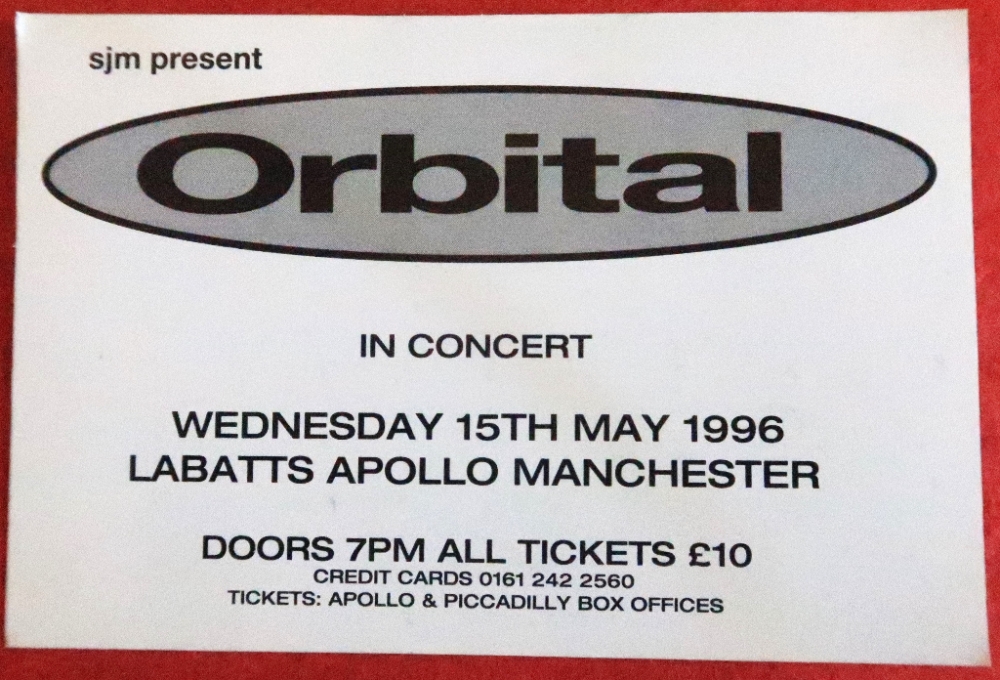 sjm present
Orbital
IN CONCERT
WEDNESDAY 15TH MAY 1996
LABATTS APOLLO MANCHESTER
DOORS 7PM ALL TICKETS £10
CREDIT CARDS 0161 242 2560
TICKETS: APOLLO & PICCADILLY BOX OFFICES